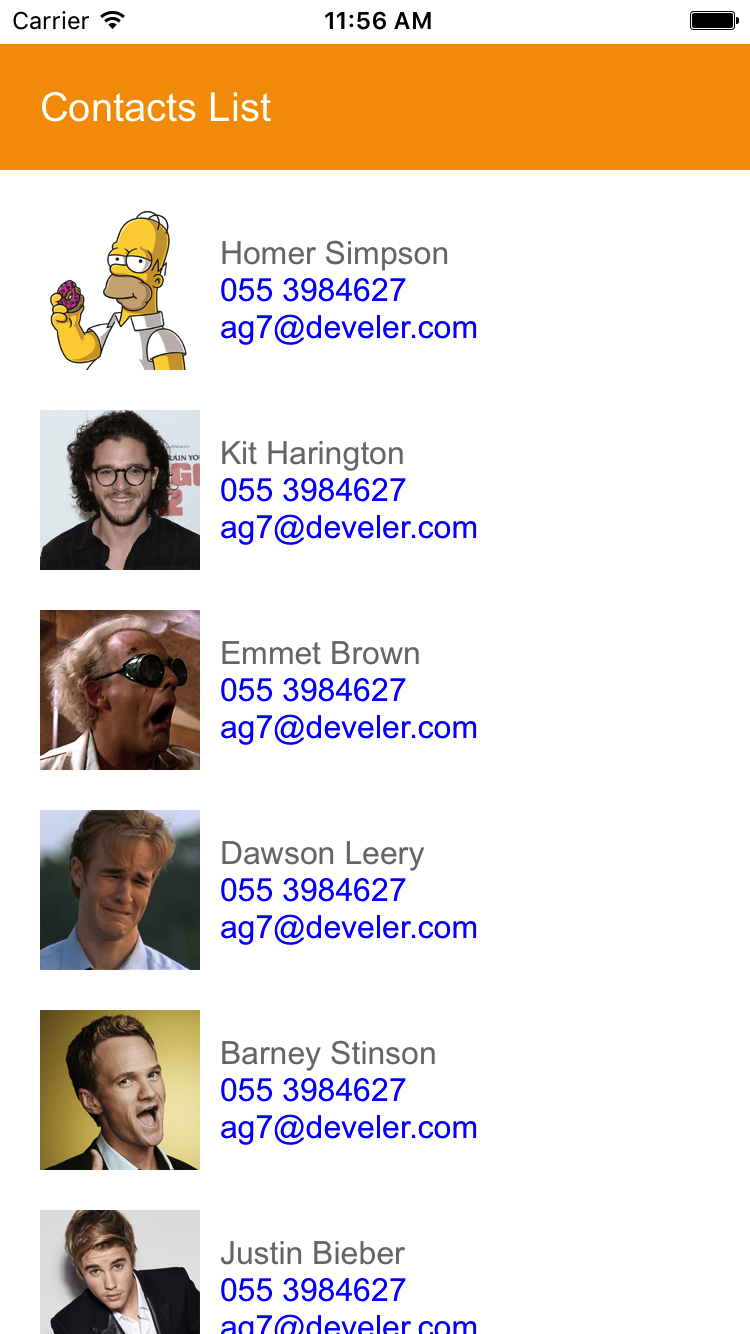 Carrier
11:56 AM
Contacts List
Homer Simpson
055 3984627
ag7@develer.com
Kit Harington
055 3984627
ag7@develer.com
Emmet Brown
055 3984627
ag7@develer.com
Dawson Leery
055 3984627
ag7@develer.com
Barney Stinson
055 3984627
ag7@develer.com
Justin Bieber
055 3984627
ag7@develer.com